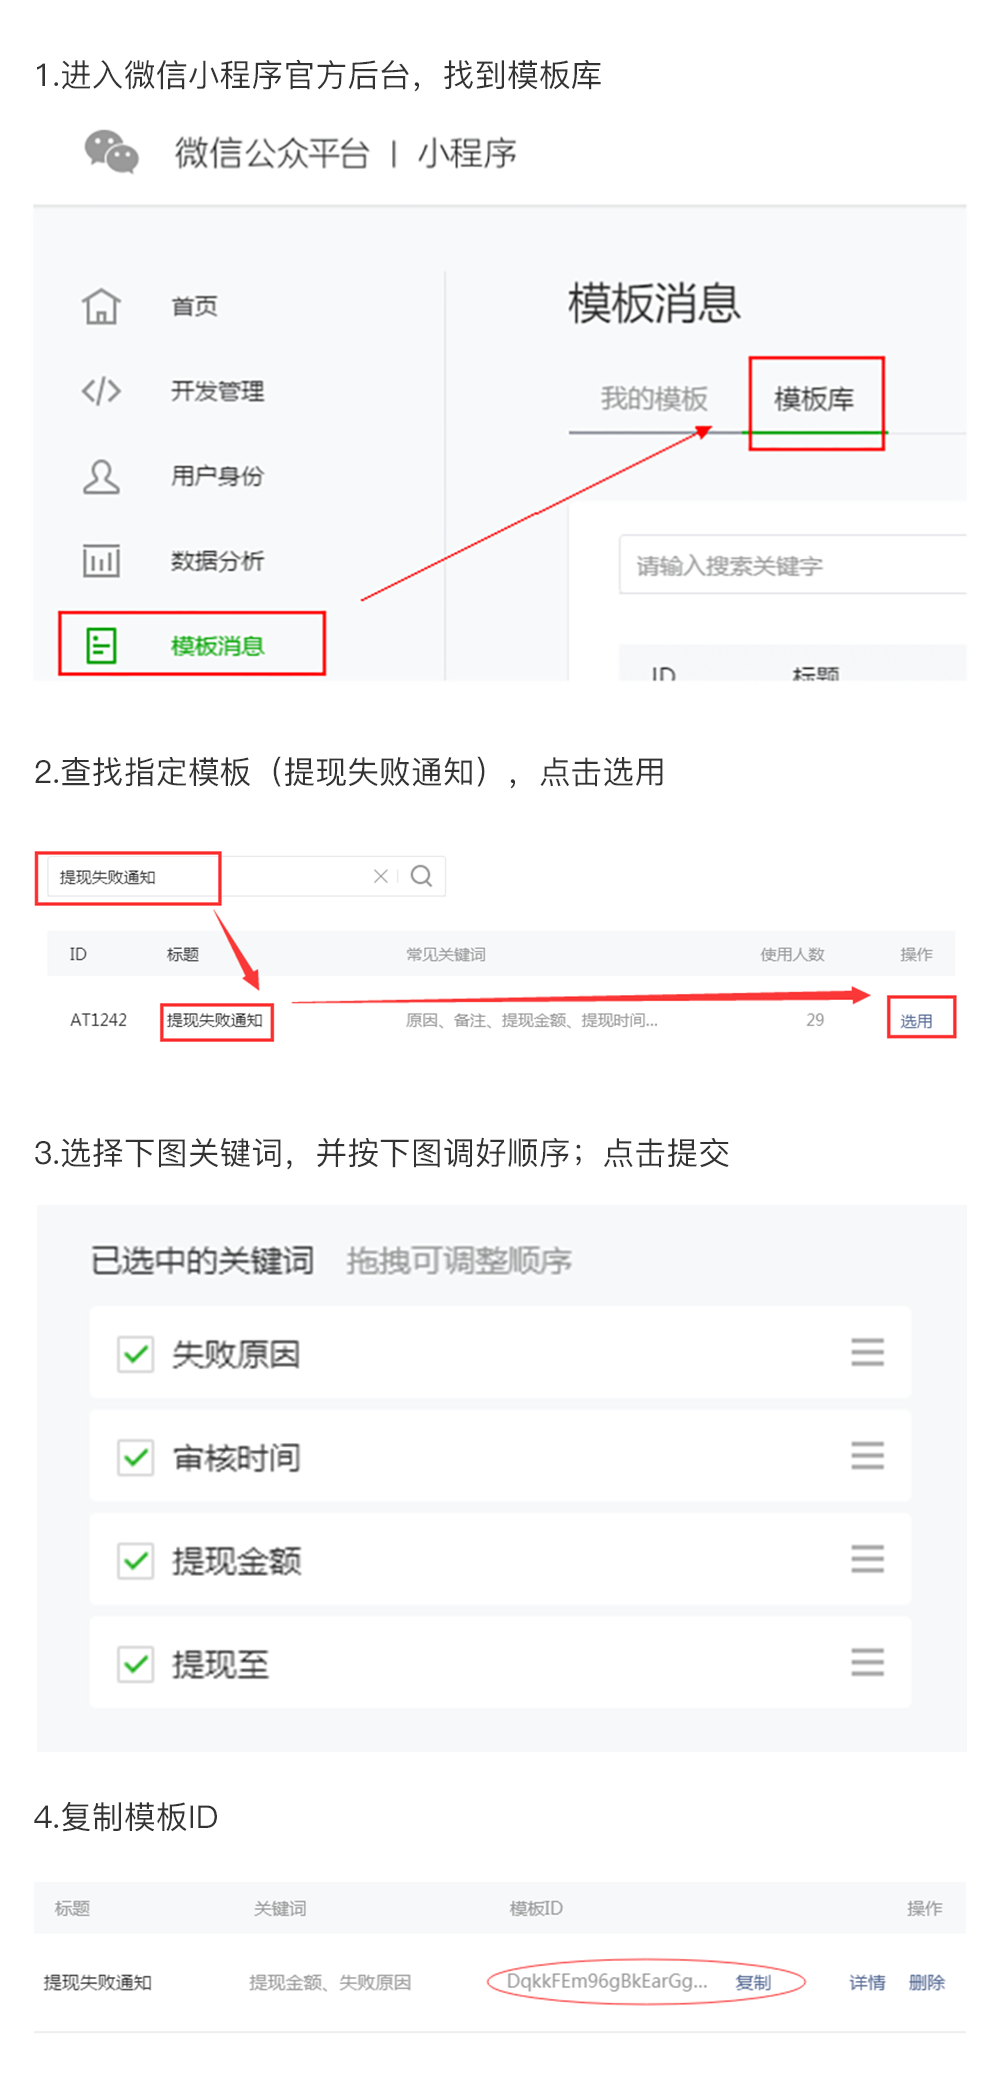 1.进入微信小程序官方后台，找到模板库
微信公众平台 | 小程序
首页
开发管理
用户身份
数据分析
模板消息
模板消息
我的模板 模板库
请输入搜索关键字
ID 标题
2.查找指定模板（提现失败通知），点击选用
提现失败通知
ID 标题 常见关键词 使用人数 操作
AT1242 提现失败通知 原因、备注、提现金额、提现时间... 29 选用
3.选择下图关键词，并按下图调好顺序；点击提交
已选中的关键词 拖拽可调整顺序
失败原因
审核时间
提现金额
提现至
4.复制模板ID
标题 关键词 模板ID 操作
提现失败通知 提现金额、失败原因 DqkkFEm96gBkEarGg... 复制 详情 删除